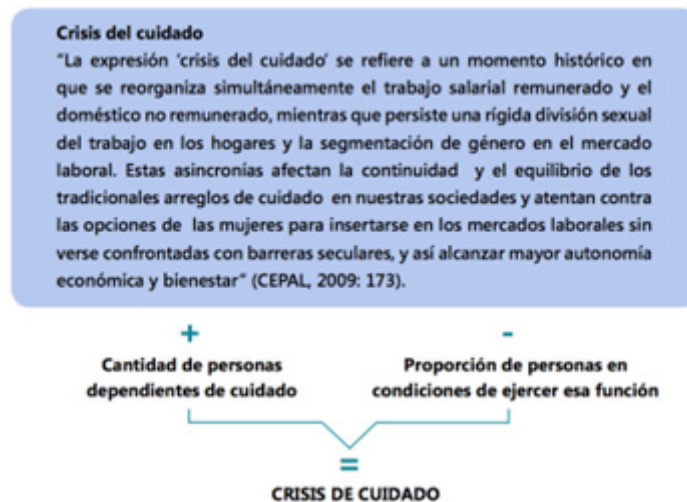 Crisis del cuidado
“La expresión ‘crisis del cuidado’ se refiere a un momento histórico en
que se reorganiza simultáneamente el trabajo salarial remunerado y el
doméstico no remunerado, mientras que persiste una rígida división sexual
del trabajo en los hogares y la segmentación de género en el mercado
laboral. Estas asincronías afectan la continuidad y el equilibrio de los
tradicionales arreglos de cuidado en nuestras sociedades y atentan contra
las opciones de las mujeres para insertarse en los mercados laborales sin
verse confrontadas con barreras seculares, y así alcanzar mayor autonomía
económica y bienestar” (CEPAL, 2009: 173).
+
Cantidad de personas
dependientes de cuidado
-
Proporción de personas en
condiciones de ejercer esa función
=
CRISIS DE CUIDADO